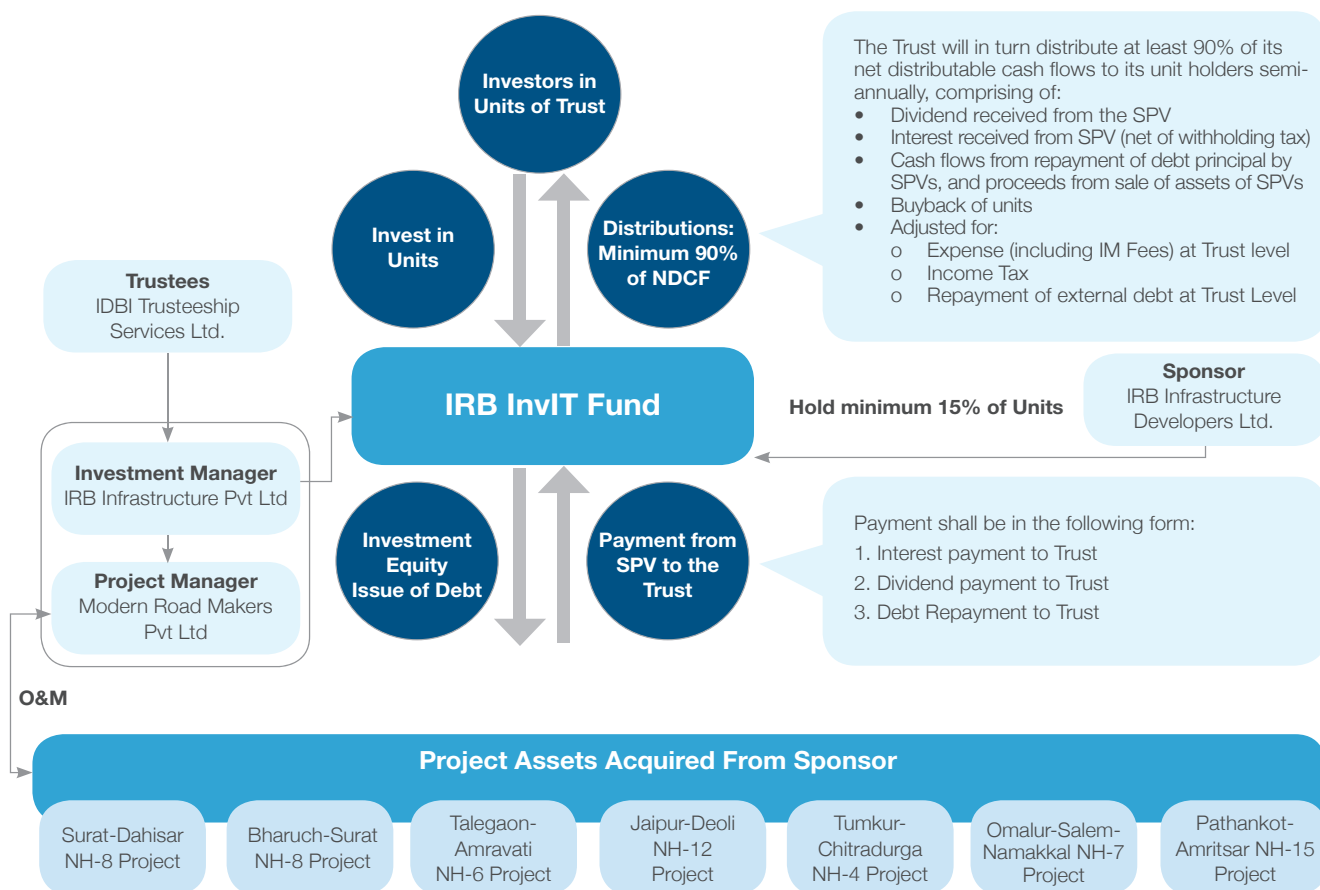 Investors in
Units of Trust
The Trust will in turn distribute at least 90% of its
net distributable cash flows to its unit holders semi-
annually, comprising of:
• Dividend received from the SPV
• Interest received from SPV (net of withholding tax)
• Cash flows from repayment of debt principal by
SPVs, and proceeds from sale of assets of SPVs
• Buyback of units
• Adjusted for:
o Expense (including IM Fees) at Trust level
o Income Tax
o Repayment of external debt at Trust Level
Invest in
Units
Distributions:
Minimum 90%
of NDCF
Trustees
IDBI Trusteeship
Services Ltd.
IRB InvIT Fund
Hold minimum 15% of Units
Sponsor
IRB Infrastructure
Developers Ltd.
Investment Manager
IRB Infrastructure Pvt Ltd
Project Manager
Modern Road Makers
Pvt Ltd
Investment
Equity
Issue of Debt
Payment from
SPV to the
Trust
Payment shall be in the following form:
1. Interest payment to Trust
2. Dividend payment to Trust
3. Debt Repayment to Trust
O&M
Project Assets Acquired From Sponsor
Surat-Dahisar
NH-8 Project
Bharuch-Surat
NH-8 Project
Talegaon-
Amravati
NH-6 Project
Jaipur-Deoli
NH-12
Project
Tumkur-
Chitradurga
NH-4 Project
Omalur-Salem-
Namakkal NH-7
Project
Pathankot-
Amritsar NH-15
Project